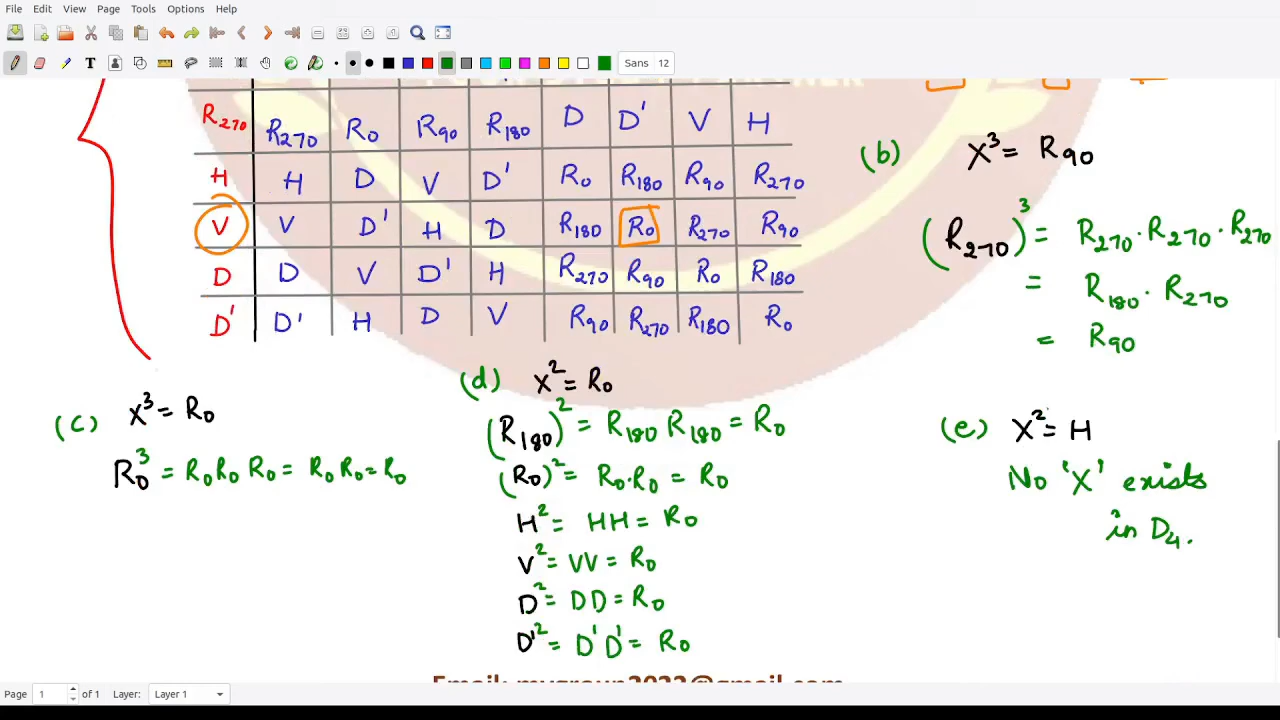 File Edit View Page Tools Options Help
Sans 12
R270 R270 R0 R90 R180 D D' V H
H H D V D' R0 R180 R90 R270
V V D' H D R180 R0 R270 R90
D D V D' H R270 R90 R0 R180
D' D' H D V R90 R270 R180 R0
(b) X³ = R90
(R270)³ = R270 · R270 · R270
= R180 · R270
= R90
(c) X³ = R0
R0³ = R0 R0 R0 = R0 R0 = R0
(d) X² = R0
(R180)² = R180 R180 = R0
(R0)² = R0·R0 = R0
H² = HH = R0
V² = VV = R0
D² = DD = R0
D'² = D'D' = R0
(e) X² = H
No 'X' exists
in D4.
Page 1 of 1 Layer: Layer 1